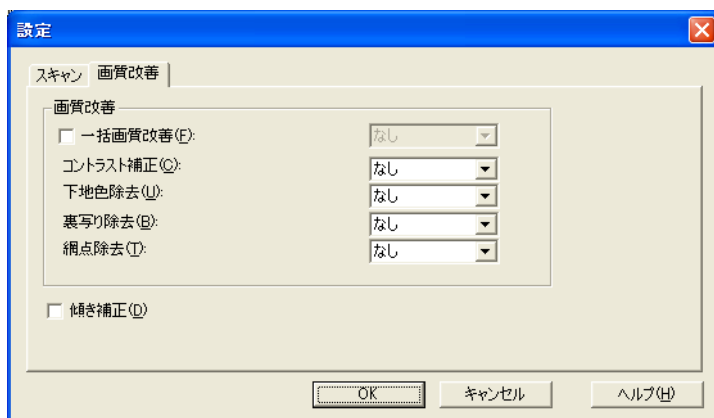 設定
スキャン 画質改善
画質改善
一括画質改善(F): なし
コントラスト補正(C): なし
下地色除去(U): なし
裏写り除去(B): なし
網点除去(T): なし
傾き補正(D)
OK キャンセル ヘルプ(H)